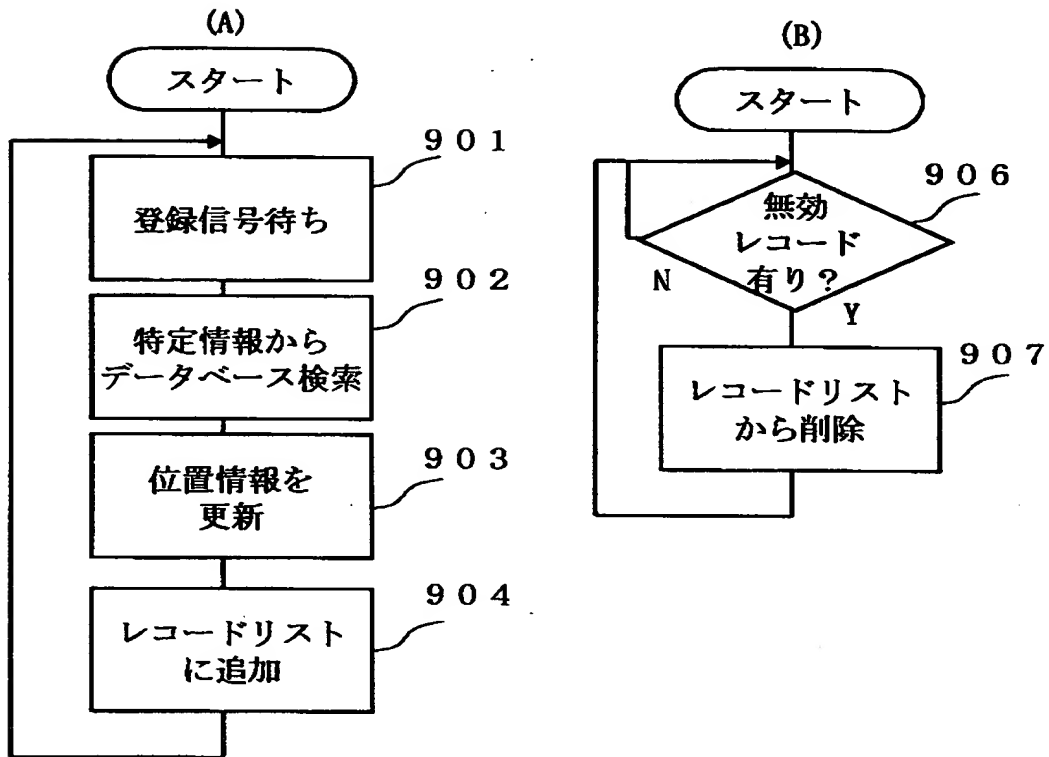 (A)
スタート
901
登録信号待ち
902
特定情報から
データベース検索
903
位置情報を
更新
904
レコードリスト
に追加
(B)
スタート
906
無効
レコード
有り?
N
Y
907
レコードリスト
から削除